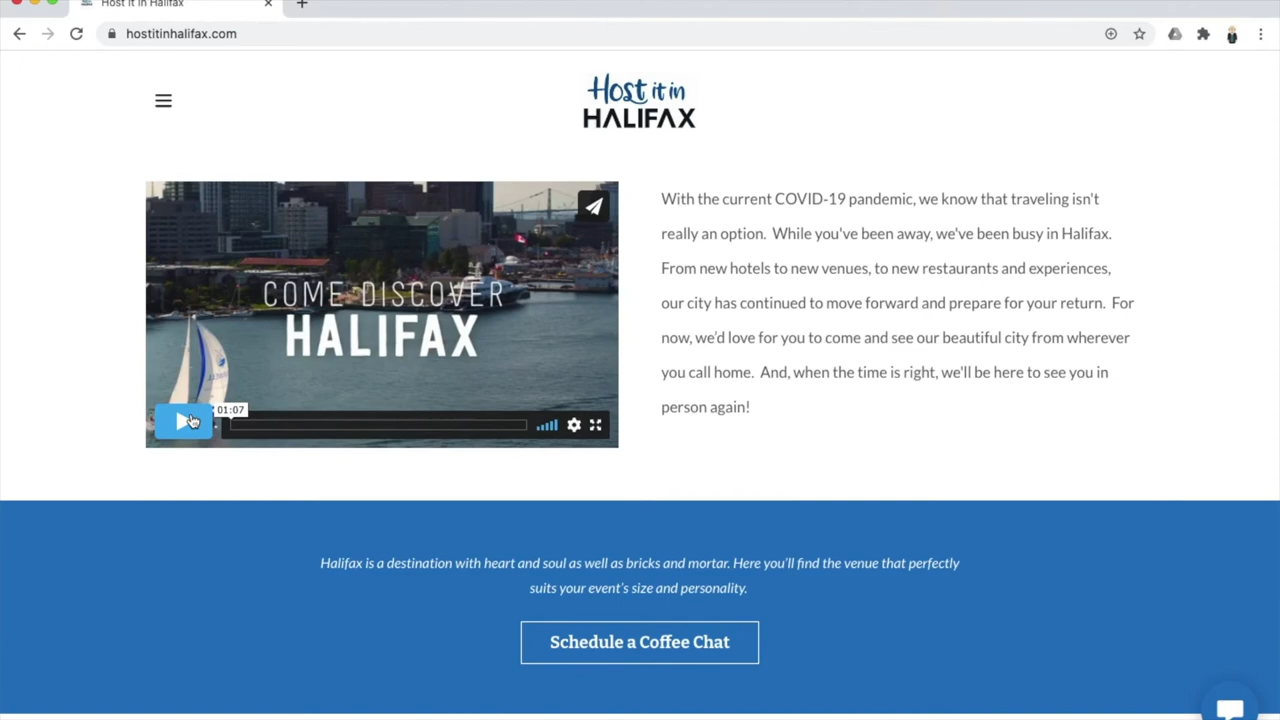 Host it in Halifax
hostitinhalifax.com
Host it in
HALIFAX
COME DISCOVER
HALIFAX
01:07
With the current COVID-19 pandemic, we know that traveling isn't
really an option.  While you've been away, we've been busy in Halifax.
From new hotels to new venues, to new restaurants and experiences,
our city has continued to move forward and prepare for your return.  For
now, we'd love for you to come and see our beautiful city from wherever
you call home.  And, when the time is right, we'll be here to see you in
person again!
Halifax is a destination with heart and soul as well as bricks and mortar. Here you'll find the venue that perfectly
suits your event's size and personality.
Schedule a Coffee Chat